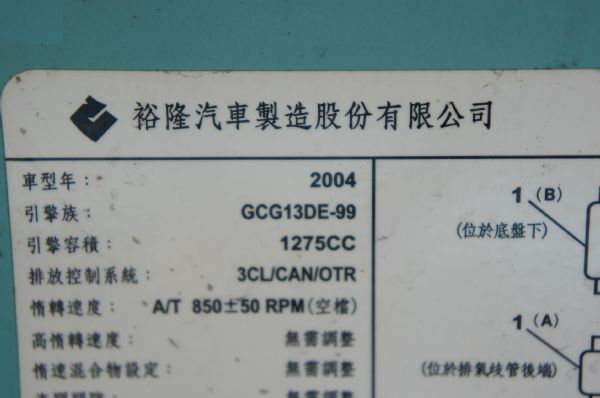 裕隆汽車製造股份有限公司
車型年： 2004
引擎族： GCG13DE-99
引擎容積： 1275CC
排放控制系統： 3CL/CAN/OTR
惰轉速度： A/T 850±50 RPM(空檔)
高惰轉速度： 無需調整
惰速混合物設定： 無需調整
1 (B)
(位於底盤下)
1 (A)
(位於排氣歧管後端)